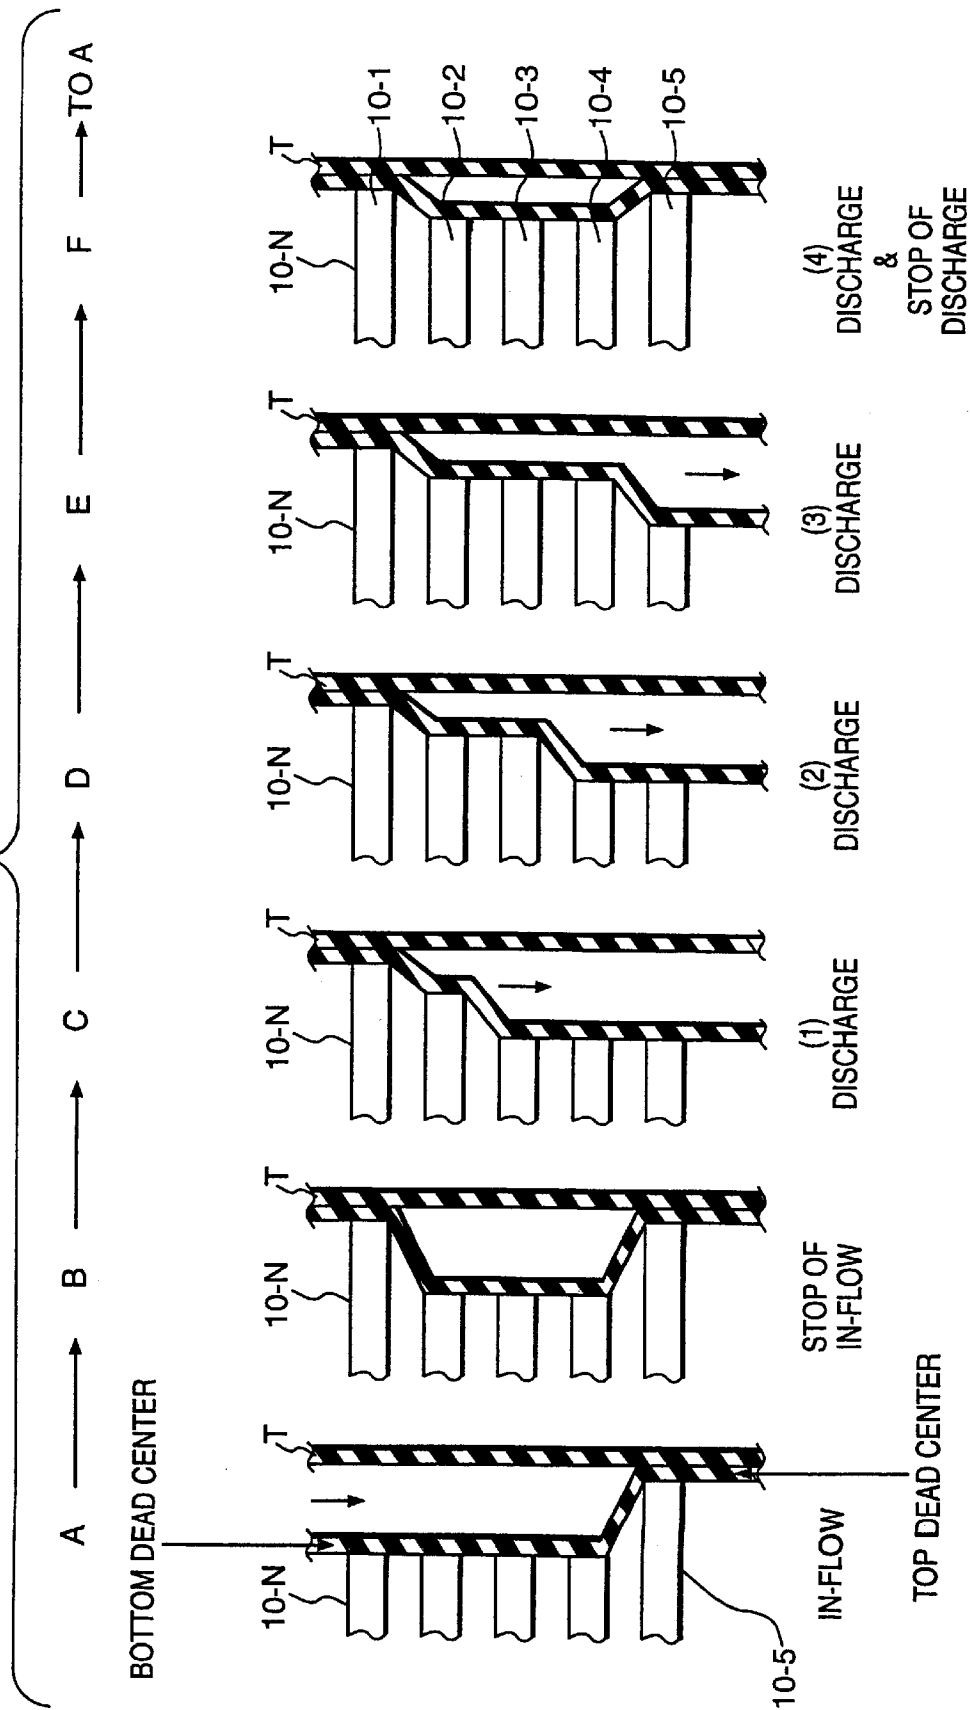 A B C D E F TO A
BOTTOM DEAD CENTER
10-N T
10-N T
10-N T
10-N T
10-N T
10-N T
10-1
10-2
10-3
10-4
10-5
10-5
IN-FLOW
TOP DEAD CENTER
STOP OF
IN-FLOW
(1)
DISCHARGE
(2)
DISCHARGE
(3)
DISCHARGE
(4)
DISCHARGE
&
STOP OF
DISCHARGE